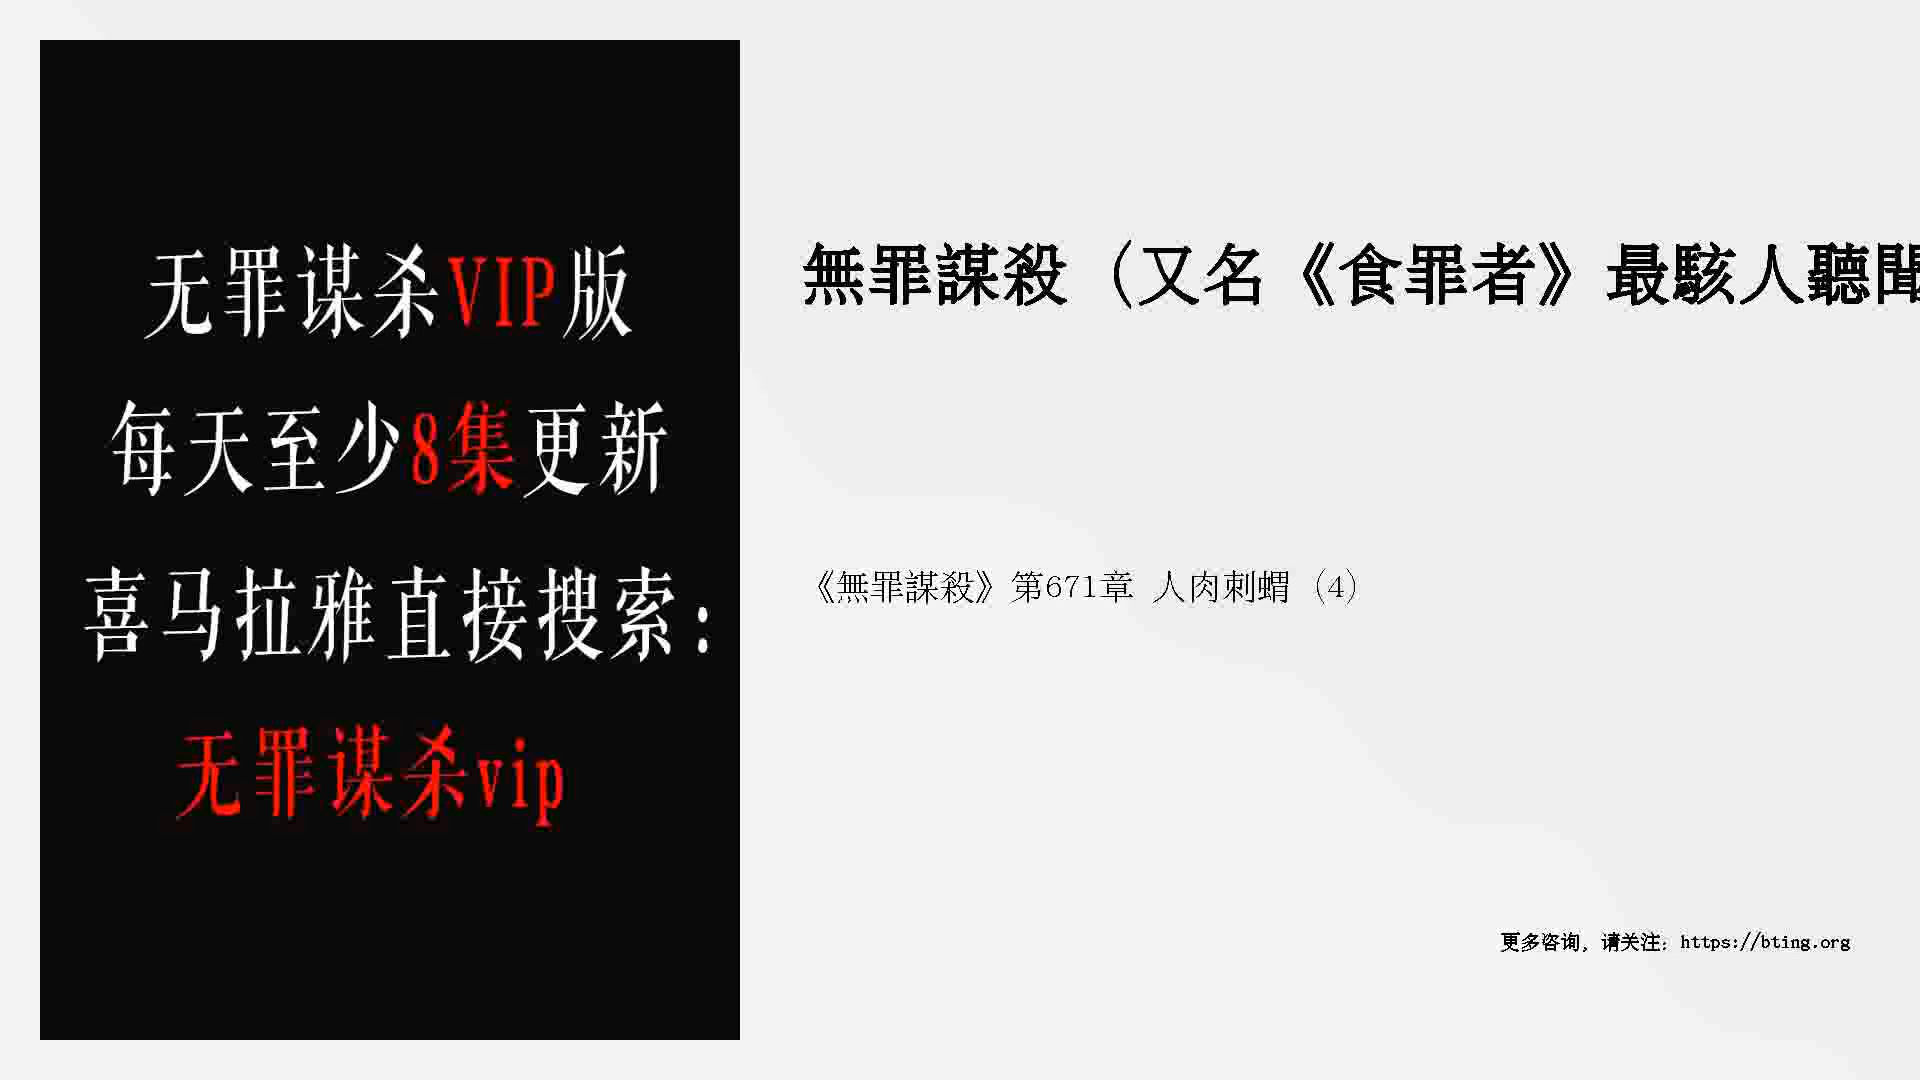 无罪谋杀VIP版
每天至少8集更新
喜马拉雅直接搜索:
无罪谋杀vip
無罪謀殺（又名《食罪者》最駭人聽聞
《無罪謀殺》第671章 人肉刺蝟（4）
更多咨询，请关注：https://bting.org